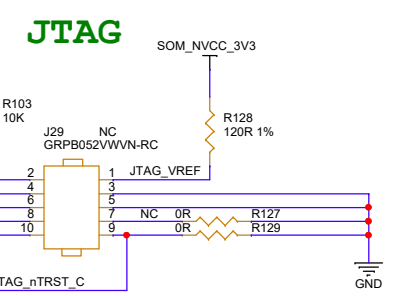 JTAG
SOM_NVCC_3V3
R103
10K
R128
120R 1%
J29 NC
GRPB052VWVN-RC
JTAG_VREF
2 1
4 3
6 5
8 7 NC 0R R127
10 9 0R R129
TAG_nTRST_C
GND